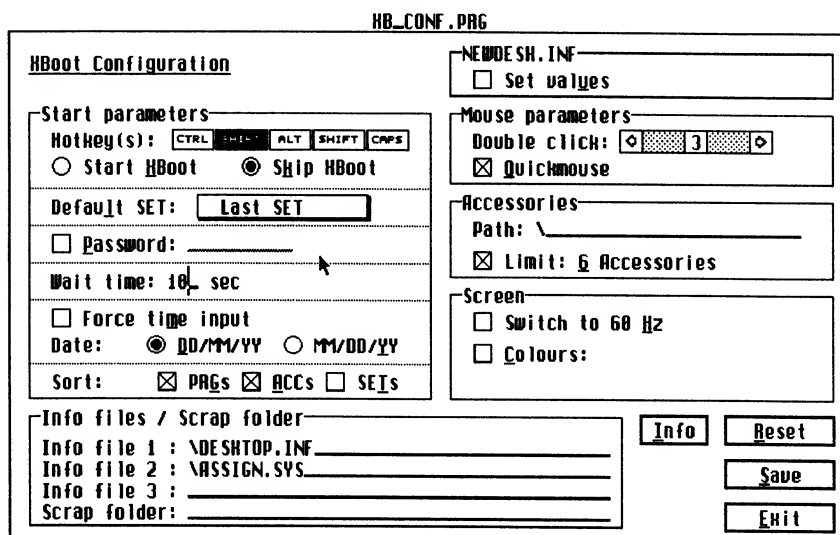 XB_CONF.PRG
XBoot Configuration
Start parameters
Hotkey(s): CTRL SHIFT ALT SHIFT CAPS
Start XBoot Skip XBoot
Default SET: Last SET
Password:
Wait time: 10 sec
Force time input
Date: DD/MM/YY MM/DD/YY
Sort: PRGs ACCs SETs
NEWDESK.INF
Set values
Mouse parameters
Double click: 3
Quickmouse
Accessories
Path: \
Limit: 6 Accessories
Screen
Switch to 60 Hz
Colours:
Info files / Scrap folder
Info file 1 : \DESKTOP.INF
Info file 2 : \ASSIGN.SYS
Info file 3 :
Scrap folder:
Info Reset
Save
Exit